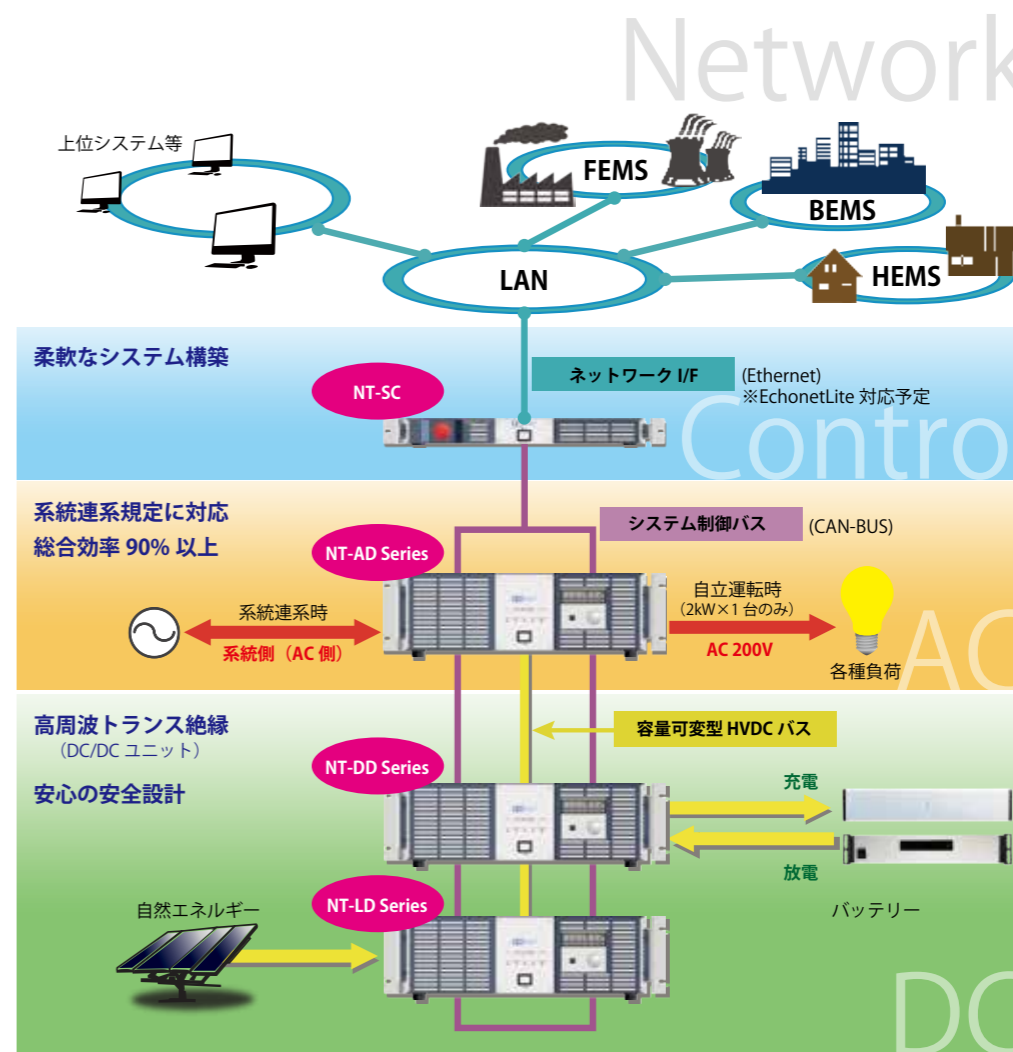 Network
上位システム等
FEMS
BEMS
LAN
HEMS
柔軟なシステム構築
NT-SC
ネットワーク I/F
(Ethernet)
※EchonetLite 対応予定
Contro
系統連系規定に対応
総合効率 90% 以上
NT-AD Series
システム制御バス
(CAN-BUS)
系統連系時
系統側（AC 側）
自立運転時
（2kW×1 台のみ）
AC 200V
各種負荷
AC
高周波トランス絶縁
（DC/DC ユニット）
安心の安全設計
容量可変型 HVDC バス
NT-DD Series
充電
放電
バッテリー
NT-LD Series
自然エネルギー
DC